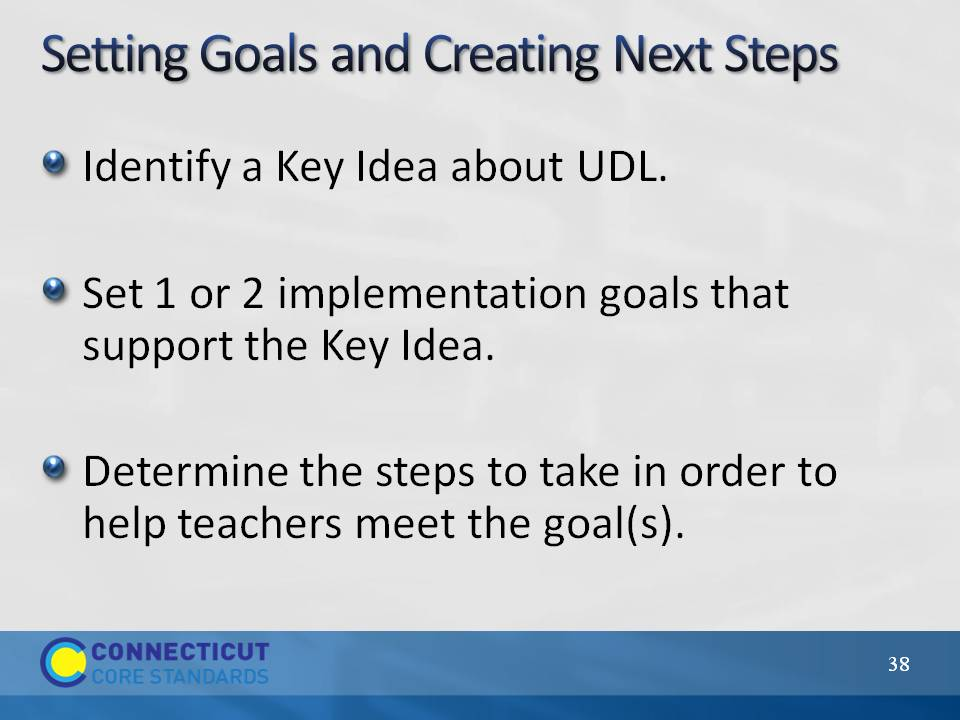 Setting Goals and Creating Next Steps
Identify a Key Idea about UDL.
Set 1 or 2 implementation goals that
support the Key Idea.
Determine the steps to take in order to
help teachers meet the goal(s).
CONNECTICUT
CORE STANDARDS
38